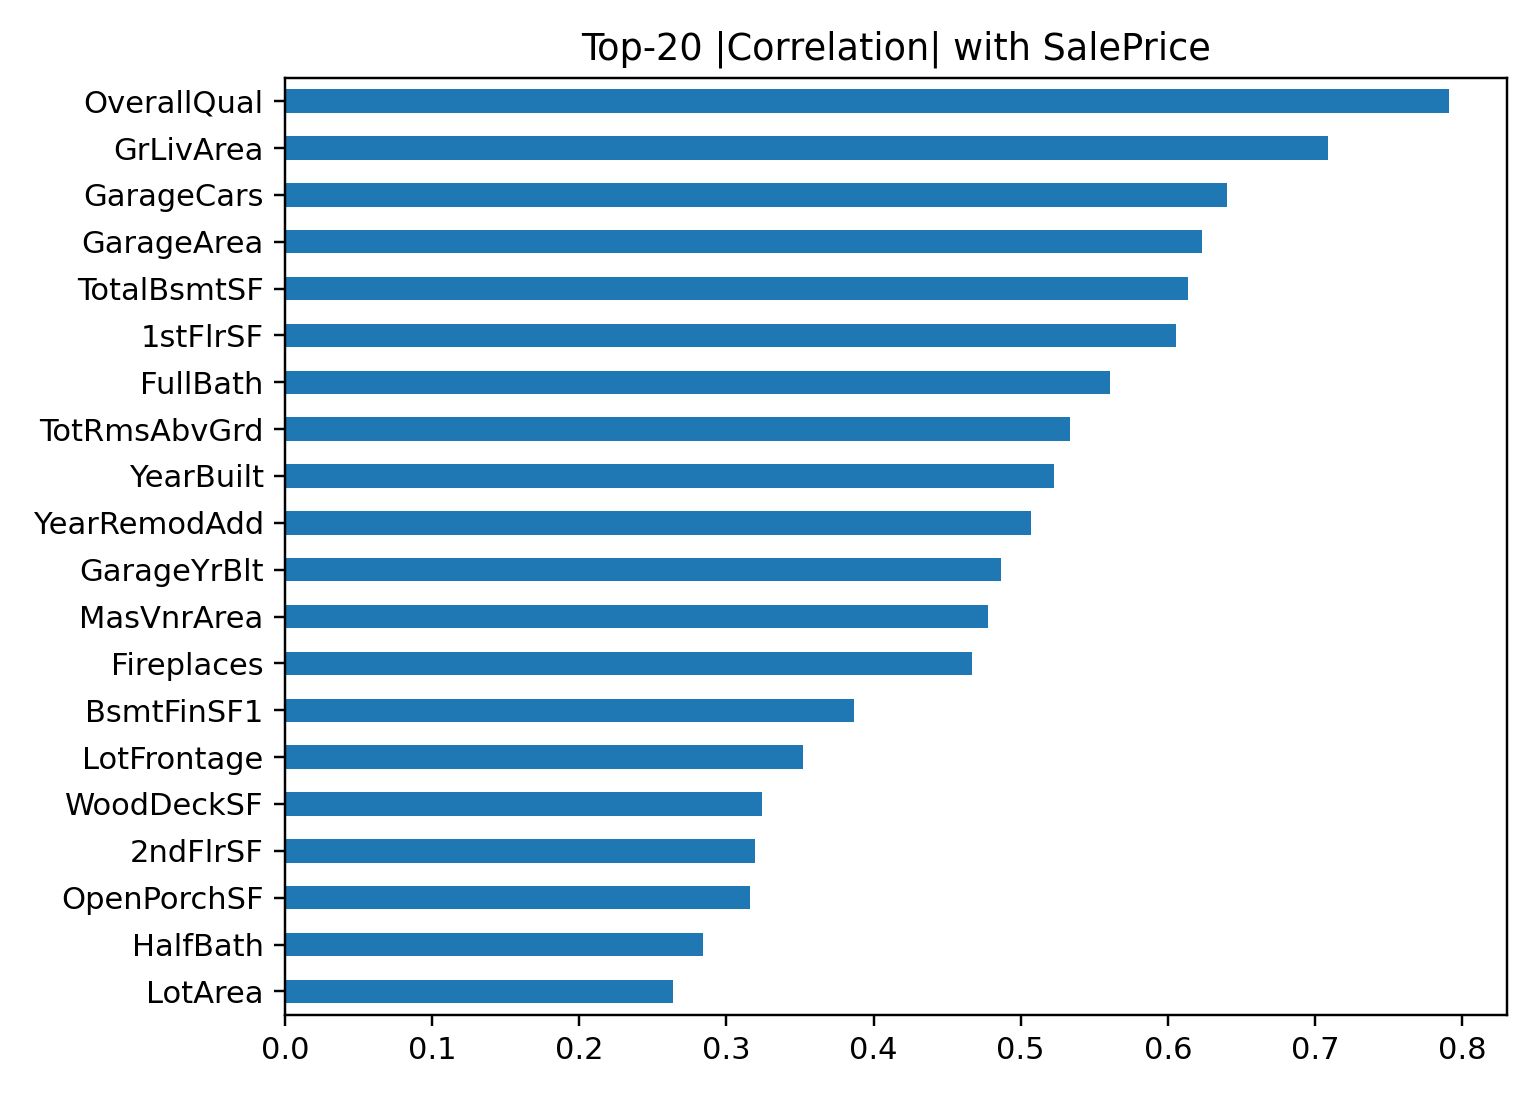 Top-20 |Correlation| with SalePrice
OverallQual
GrLivArea
GarageCars
GarageArea
TotalBsmtSF
1stFlrSF
FullBath
TotRmsAbvGrd
YearBuilt
YearRemodAdd
GarageYrBlt
MasVnrArea
Fireplaces
BsmtFinSF1
LotFrontage
WoodDeckSF
2ndFlrSF
OpenPorchSF
HalfBath
LotArea
0.0 0.1 0.2 0.3 0.4 0.5 0.6 0.7 0.8